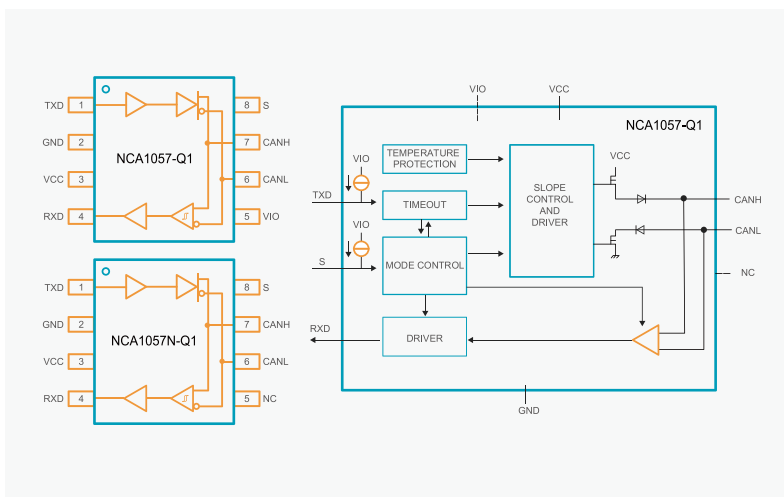 TXD 1
GND 2
VCC 3
RXD 4
NCA1057-Q1
8 S
7 CANH
6 CANL
5 VIO
TXD 1
GND 2
VCC 3
RXD 4
NCA1057N-Q1
8 S
7 CANH
6 CANL
5 NC
VIO
VCC
NCA1057-Q1
TEMPERATURE
PROTECTION
VIO
TXD
TIMEOUT
VIO
S
MODE CONTROL
RXD
DRIVER
SLOPE
CONTROL
AND
DRIVER
VCC
CANH
CANL
NC
GND